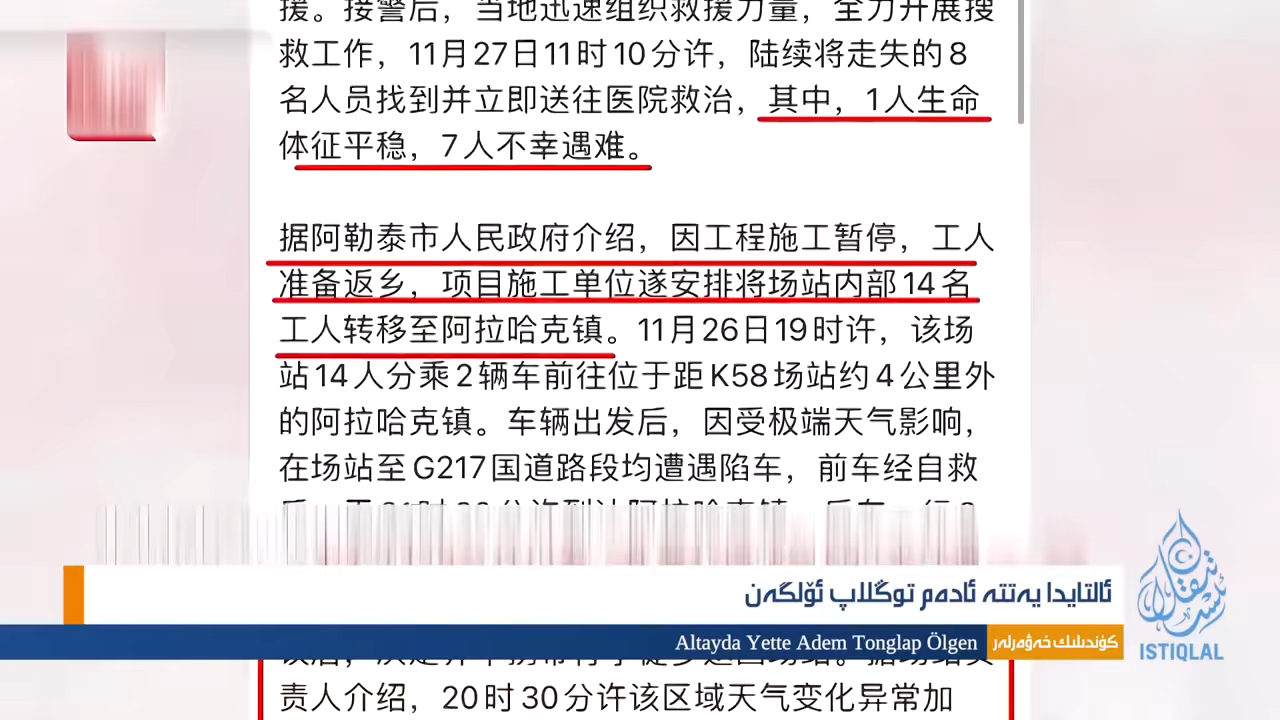 援。接警后，当地迅速组织救援力量，全力开展搜
救工作，11月27日11时10分许，陆续将走失的8
名人员找到并立即送往医院救治，其中，1人生命
体征平稳，7人不幸遇难。
据阿勒泰市人民政府介绍，因工程施工暂停，工人
准备返乡，项目施工单位遂安排将场站内部14名
工人转移至阿拉哈克镇。11月26日19时许，该场
站14人分乘2辆车前往位于距K58场站约4公里外
的阿拉哈克镇。车辆出发后，因受极端天气影响，
在场站至G217国道路段均遭遇陷车，前车经自救
ئالتايدا يەتتە ئادەم توڭلاپ ئۆلگەن
Altayda Yette Adem Tonglap Ölgen
كۈندىلىك خەۋەرلەر
ISTIQLAL
责人介绍，20时30分许该区域天气变化异常加